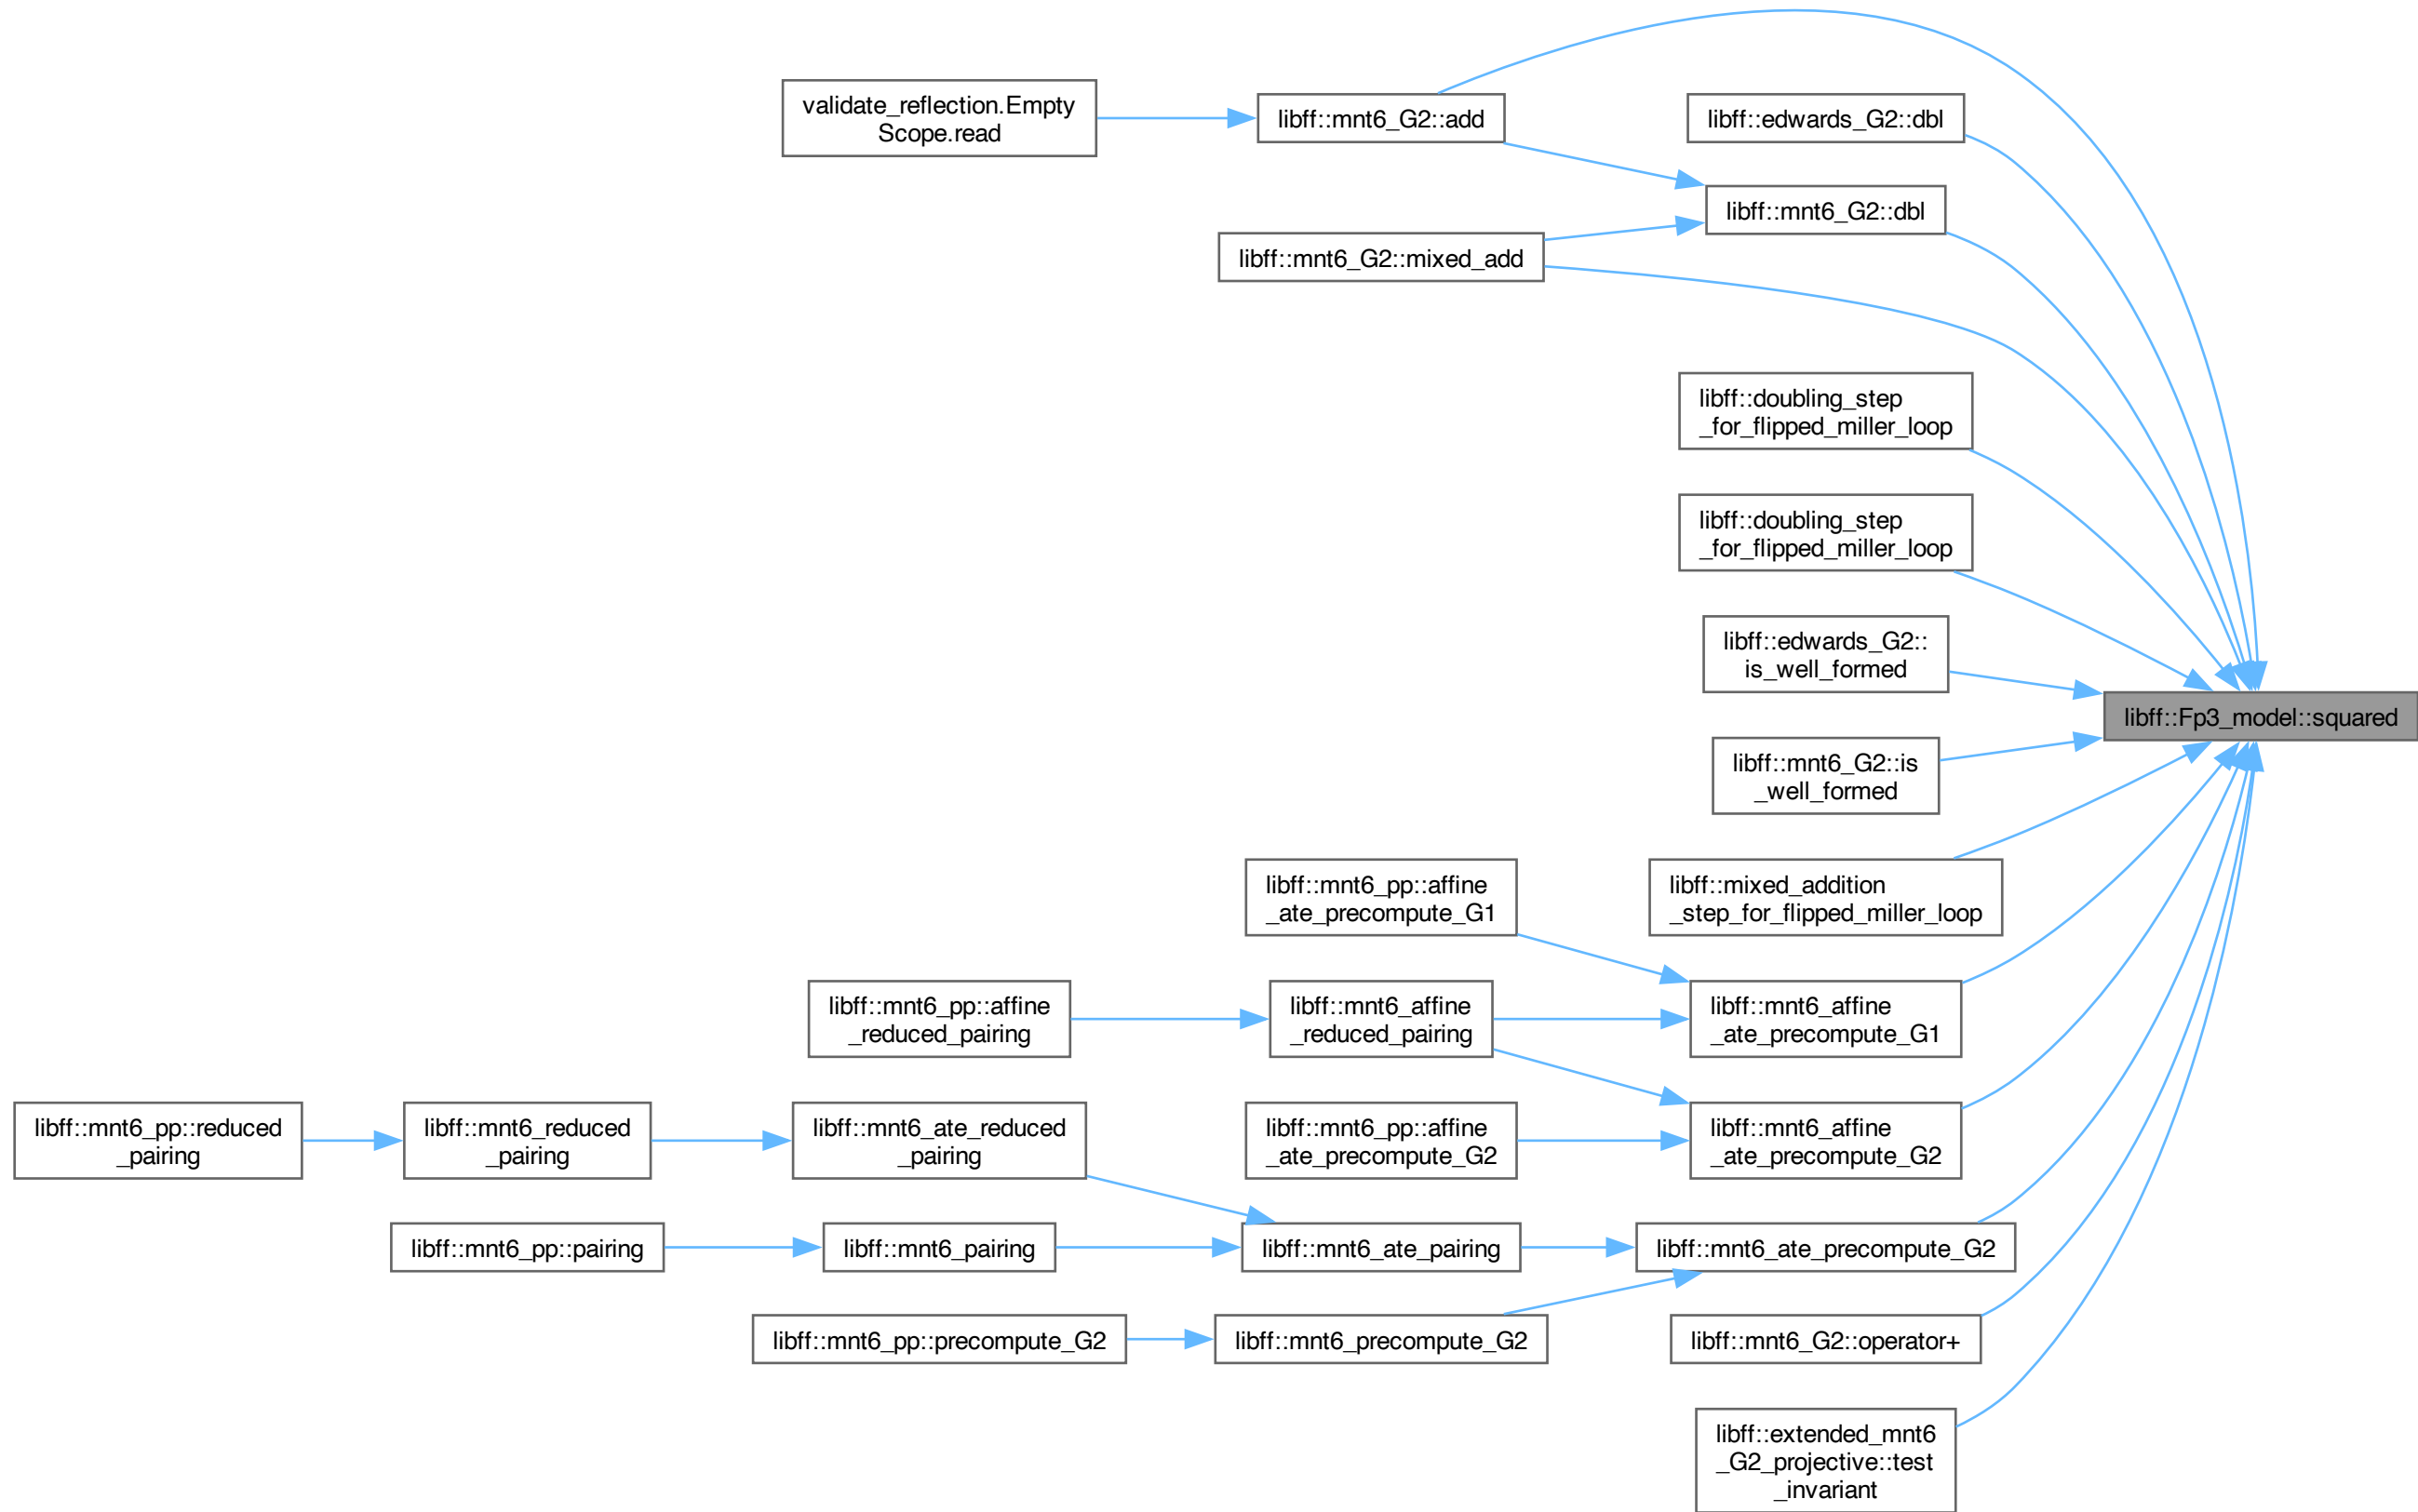 validate_reflection.Empty
Scope.read
libff::mnt6_G2::add
libff::edwards_G2::dbl
libff::mnt6_G2::dbl
libff::mnt6_G2::mixed_add
libff::doubling_step
_for_flipped_miller_loop
libff::doubling_step
_for_flipped_miller_loop
libff::edwards_G2::
is_well_formed
libff::Fp3_model::squared
libff::mnt6_G2::is
_well_formed
libff::mixed_addition
_step_for_flipped_miller_loop
libff::mnt6_pp::affine
_ate_precompute_G1
libff::mnt6_pp::affine
_reduced_pairing
libff::mnt6_affine
_reduced_pairing
libff::mnt6_affine
_ate_precompute_G1
libff::mnt6_pp::reduced
_pairing
libff::mnt6_reduced
_pairing
libff::mnt6_ate_reduced
_pairing
libff::mnt6_pp::affine
_ate_precompute_G2
libff::mnt6_affine
_ate_precompute_G2
libff::mnt6_pp::pairing
libff::mnt6_pairing
libff::mnt6_ate_pairing
libff::mnt6_ate_precompute_G2
libff::mnt6_pp::precompute_G2
libff::mnt6_precompute_G2
libff::mnt6_G2::operator+
libff::extended_mnt6
_G2_projective::test
_invariant